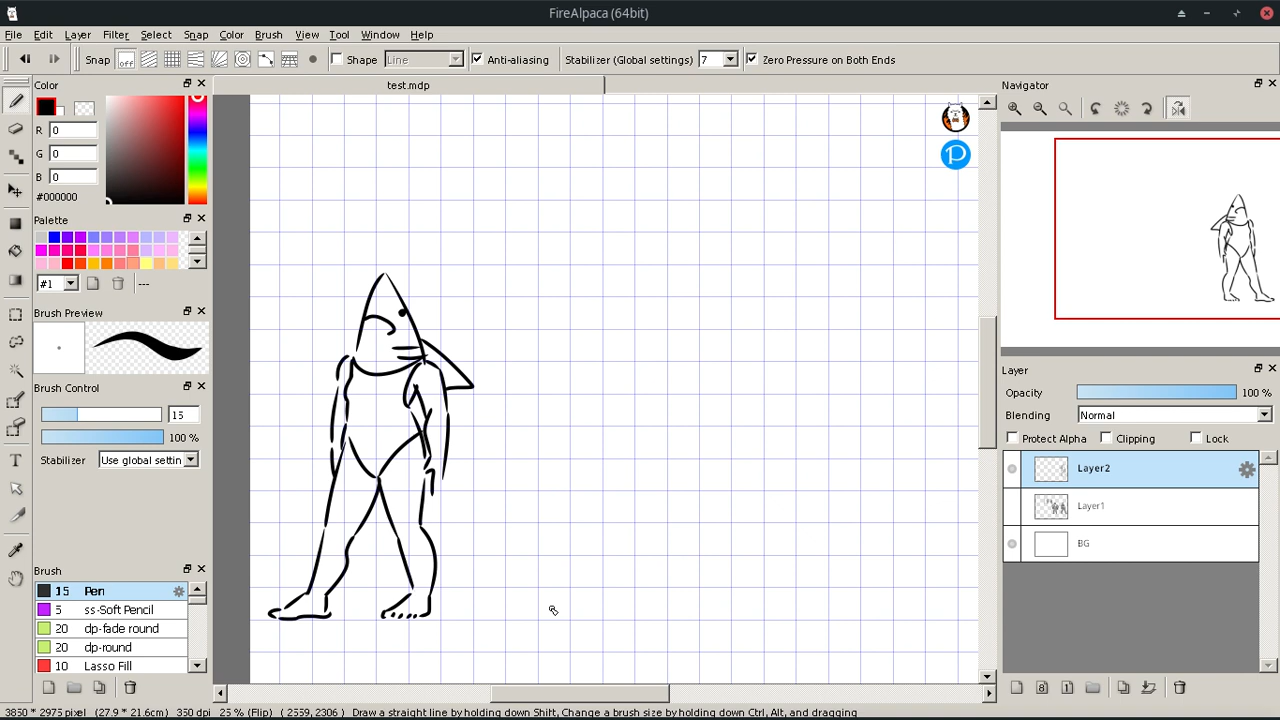 FireAlpaca (64bit)
File Edit Layer Filter Select Snap Color Brush View Tool Window Help
Snap off Shape Line Anti-aliasing Stabilizer (Global settings) 7 Zero Pressure on Both Ends
Color
test.mdp
Navigator
R 0
G 0
B 0
#000000
Palette
#1 ---
Brush Preview
Brush Control
15
100 %
Stabilizer Use global settin
Brush
15 Pen
5 ss-Soft Pencil
20 dp-fade round
20 dp-round
10 Lasso Fill
Layer
Opacity 100 %
Blending Normal
Protect Alpha Clipping Lock
Layer2
Layer1
BG
8 1
T
P
3850 * 2975 pixel (27.9 * 21.6cm) 350 dpi 25 % (Flip) ( 2559, 2306 ) Draw a straight line by holding down Shift, Change a brush size by holding down Ctrl, Alt, and dragging